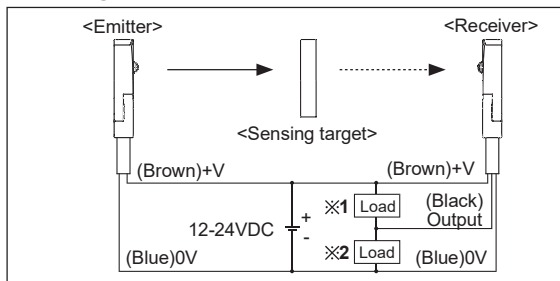 <Emitter> <Receiver>
<Sensing target>
(Brown)+V (Brown)+V
※1 Load (Black)
Output
12-24VDC + -
※2 Load
(Blue)0V (Blue)0V